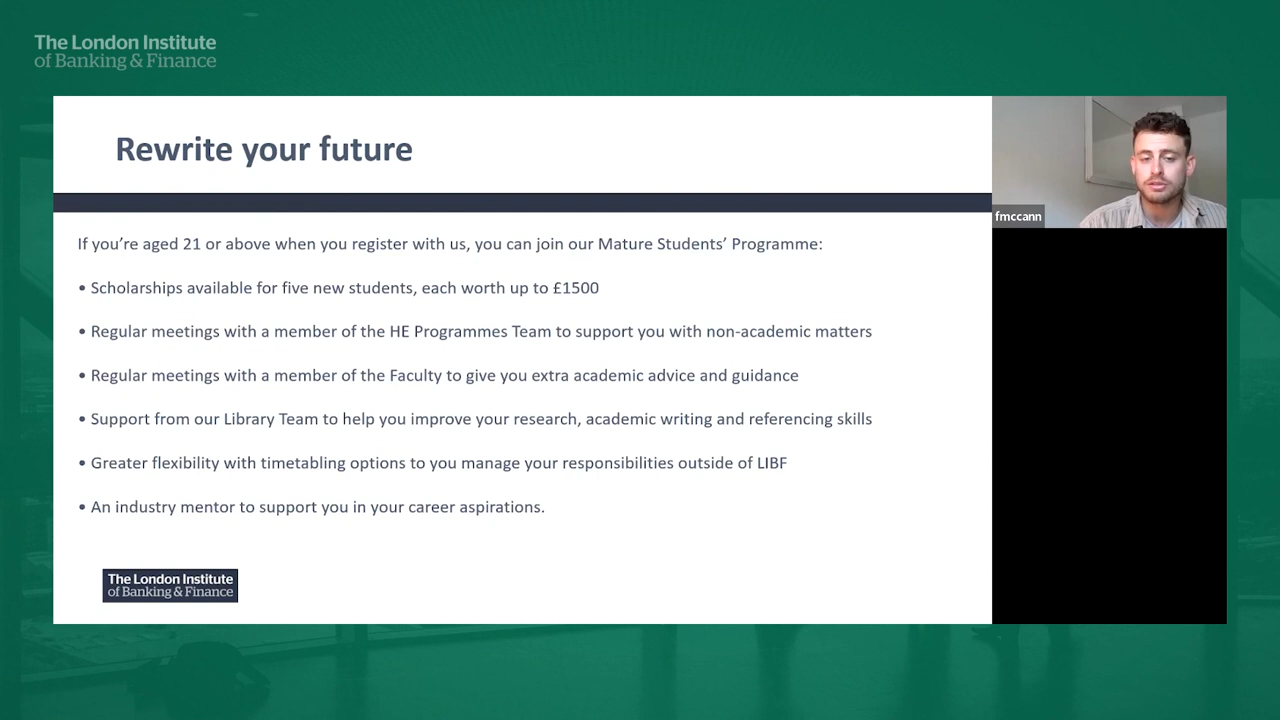 The London Institute
of Banking & Finance
Rewrite your future
fmccann
If you're aged 21 or above when you register with us, you can join our Mature Students' Programme:
• Scholarships available for five new students, each worth up to £1500
• Regular meetings with a member of the HE Programmes Team to support you with non-academic matters
• Regular meetings with a member of the Faculty to give you extra academic advice and guidance
• Support from our Library Team to help you improve your research, academic writing and referencing skills
• Greater flexibility with timetabling options to you manage your responsibilities outside of LIBF
• An industry mentor to support you in your career aspirations.
The London Institute
of Banking & Finance